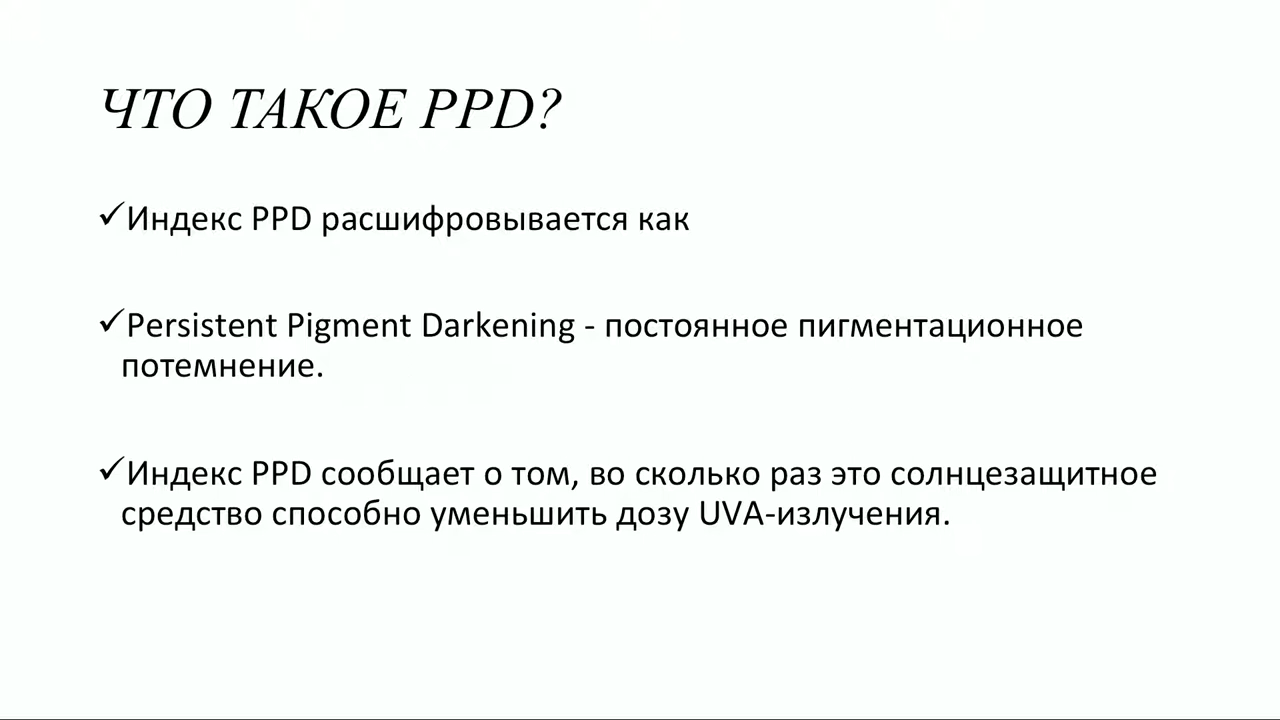 ЧТО ТАКОЕ PPD?
✓Индекс PPD расшифровывается как
✓Persistent Pigment Darkening - постоянное пигментационное
потемнение.
✓Индекс PPD сообщает о том, во сколько раз это солнцезащитное
средство способно уменьшить дозу UVA-излучения.